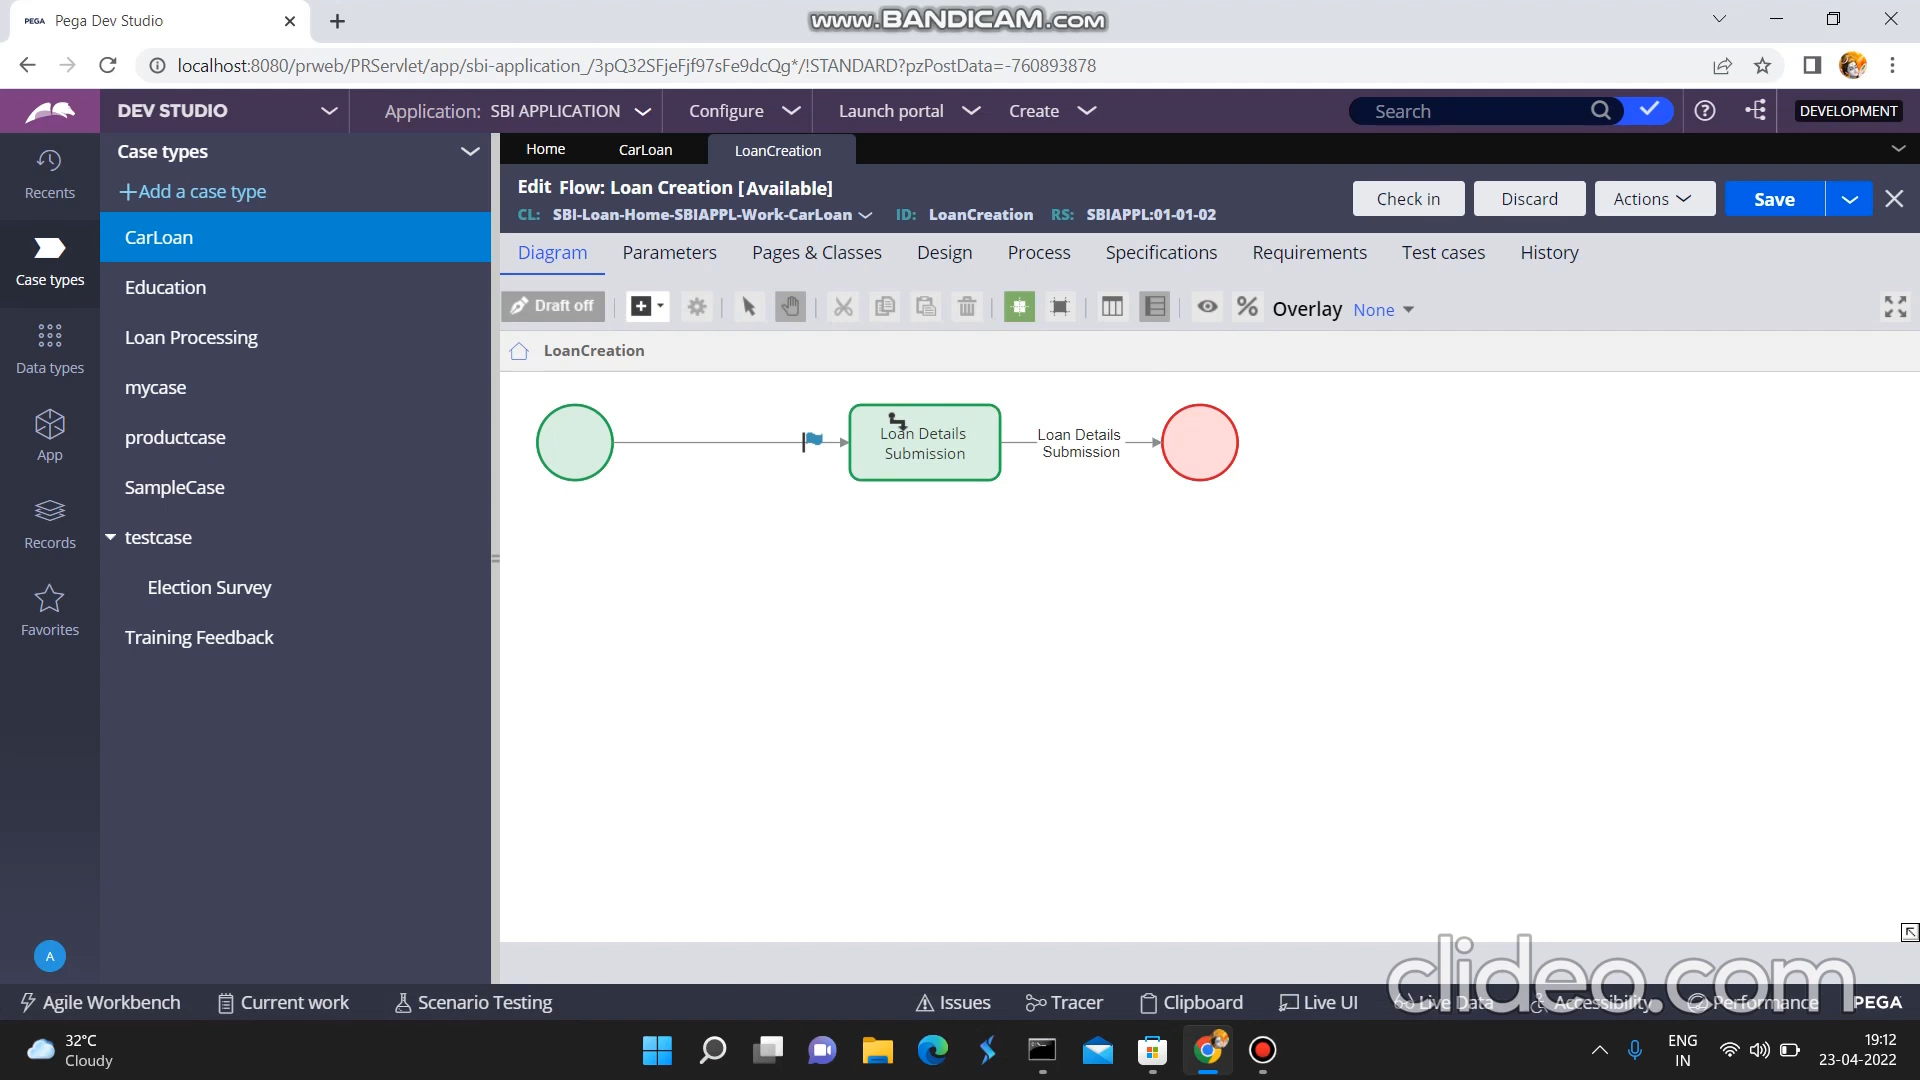 PEGA Pega Dev Studio
www.BANDICAM.com
localhost:8080/prweb/PRServlet/app/sbi-application_/3pQ32SFjeFjf97sFe9dcQg*/!STANDARD?pzPostData=-760893878
DEV STUDIO
Application: SBI APPLICATION
Configure
Launch portal
Create
Search
DEVELOPMENT
Recents
Case types
Data types
App
Records
Favorites
A
Case types
+Add a case type
CarLoan
Education
Loan Processing
mycase
productcase
SampleCase
testcase
Election Survey
Training Feedback
Home CarLoan LoanCreation
Edit Flow: Loan Creation [Available]
CL: SBI-Loan-Home-SBIAPPL-Work-CarLoan ID: LoanCreation RS: SBIAPPL:01-01-02
Check in Discard Actions Save
Diagram Parameters Pages & Classes Design Process Specifications Requirements Test cases History
Draft off
Overlay None
LoanCreation
Loan Details
Submission
Loan Details
Submission
clideo.com
Agile Workbench Current work Scenario Testing Issues Tracer Clipboard Live UI Live Data Accessibility Performance PEGA
32°C
Cloudy
ENG
IN
19:12
23-04-2022